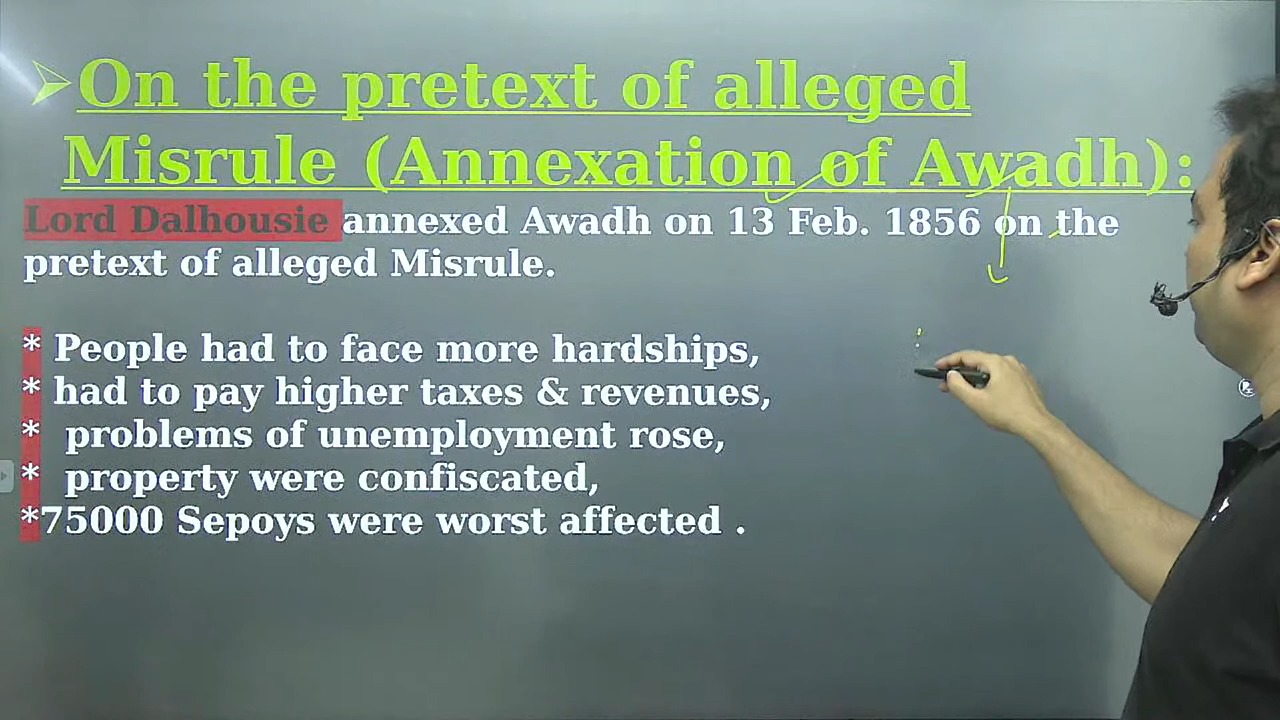 ➢On the pretext of alleged
Misrule (Annexation of Awadh):
Lord Dalhousie annexed Awadh on 13 Feb. 1856 on the
pretext of alleged Misrule.
* People had to face more hardships,
* had to pay higher taxes & revenues,
* problems of unemployment rose,
* property were confiscated,
*75000 Sepoys were worst affected .